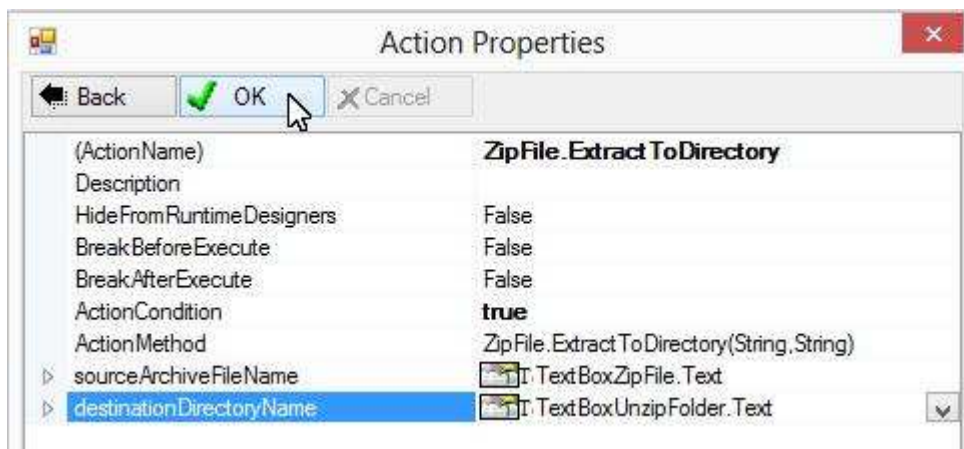 Action Properties
Back OK Cancel
(ActionName) ZipFile.ExtractToDirectory
Description
HideFromRuntimeDesigners False
BreakBeforeExecute False
BreakAfterExecute False
ActionCondition true
ActionMethod ZipFile.ExtractToDirectory(String,String)
sourceArchiveFileName T TextBoxZipFile.Text
destinationDirectoryName T TextBoxUnzipFolder.Text